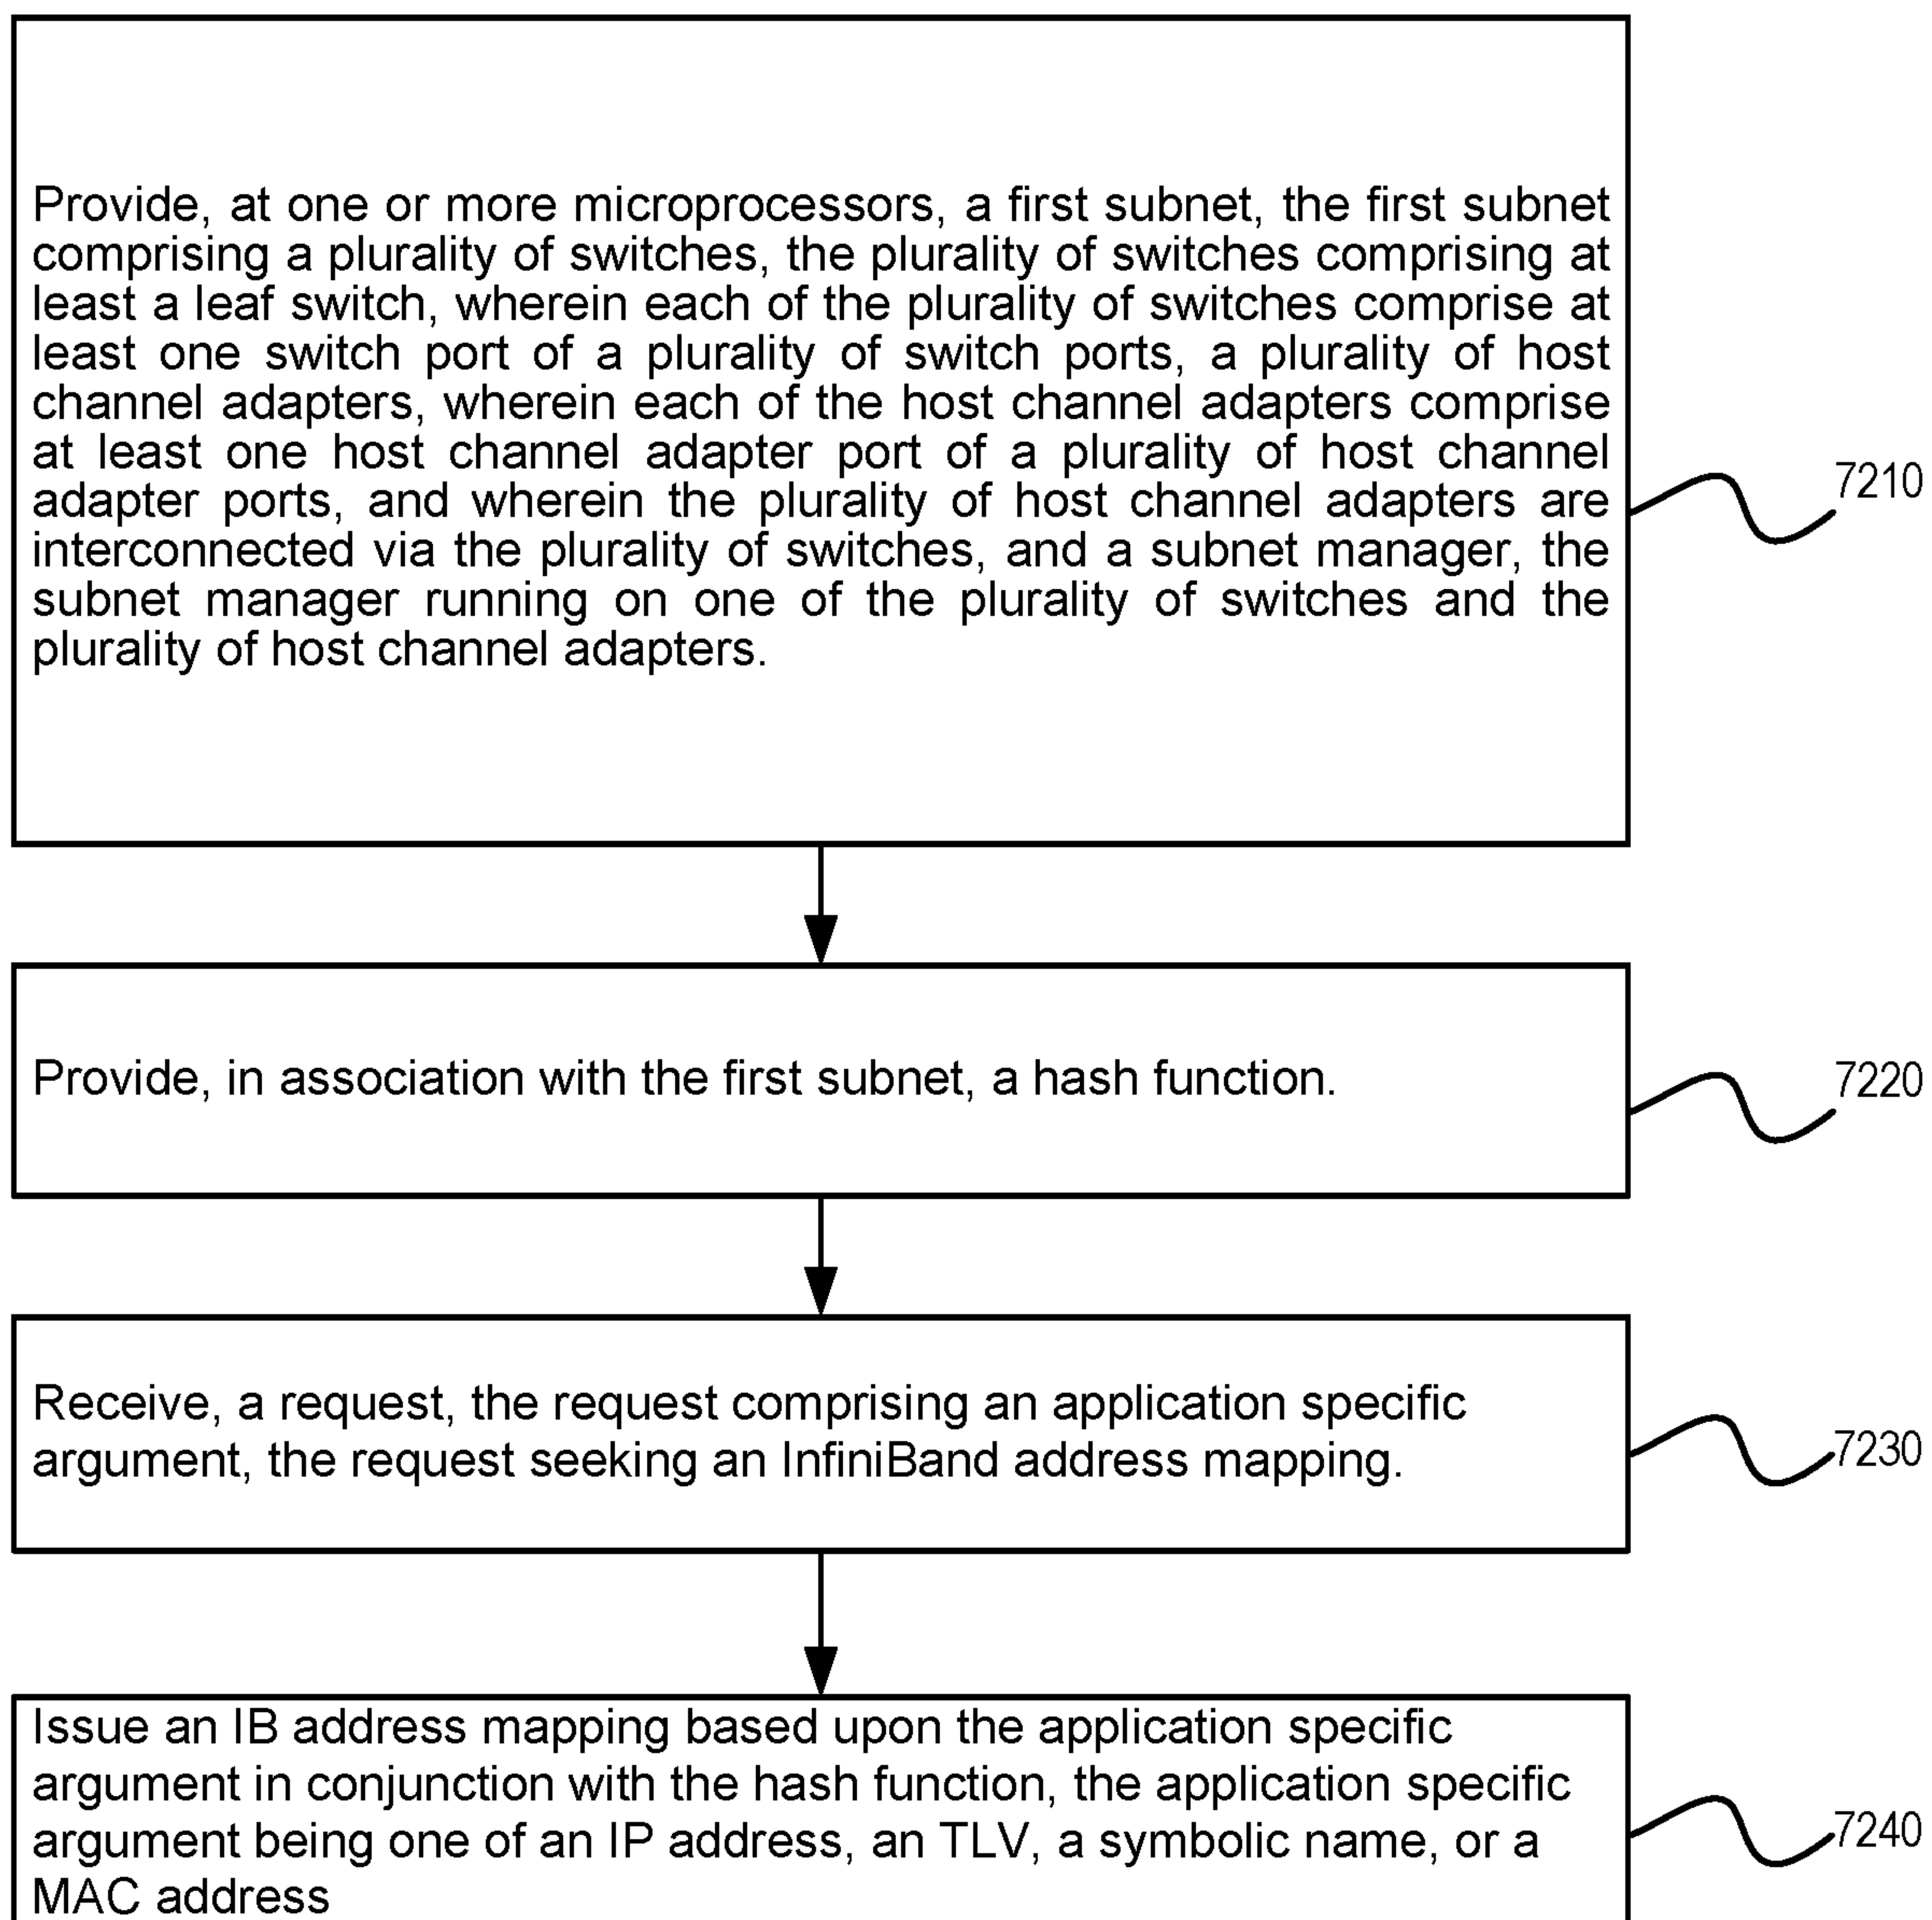 Provide, at one or more microprocessors, a first subnet, the first subnet
comprising a plurality of switches, the plurality of switches comprising at
least a leaf switch, wherein each of the plurality of switches comprise at
least one switch port of a plurality of switch ports, a plurality of host
channel adapters, wherein each of the host channel adapters comprise
at least one host channel adapter port of a plurality of host channel
adapter ports, and wherein the plurality of host channel adapters are
interconnected via the plurality of switches, and a subnet manager, the
subnet manager running on one of the plurality of switches and the
plurality of host channel adapters.
7210
Provide, in association with the first subnet, a hash function.
7220
Receive, a request, the request comprising an application specific
argument, the request seeking an InfiniBand address mapping.
7230
Issue an IB address mapping based upon the application specific
argument in conjunction with the hash function, the application specific
argument being one of an IP address, an TLV, a symbolic name, or a
MAC address
7240